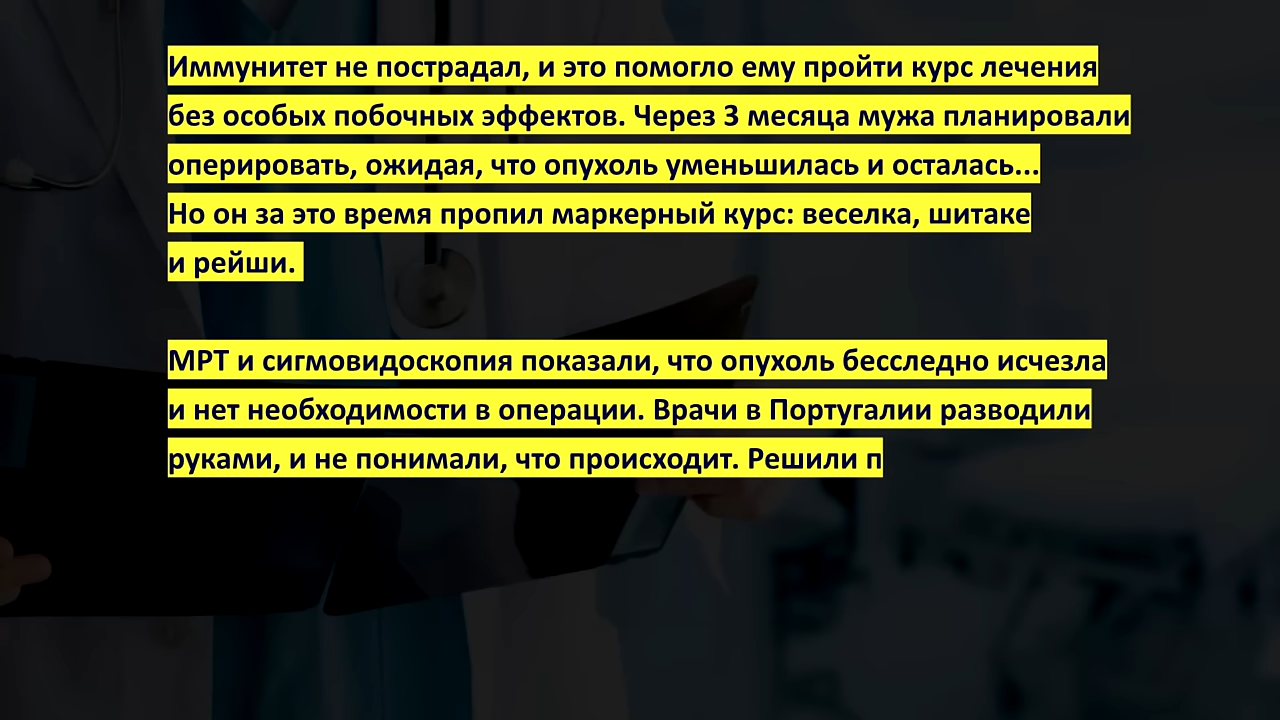 Иммунитет не пострадал, и это помогло ему пройти курс лечения
без особых побочных эффектов. Через 3 месяца мужа планировали
оперировать, ожидая, что опухоль уменьшилась и осталась...
Но он за это время пропил маркерный курс: веселка, шитаке
и рейши.
МРТ и сигмовидоскопия показали, что опухоль бесследно исчезла
и нет необходимости в операции. Врачи в Португалии разводили
руками, и не понимали, что происходит. Решили п